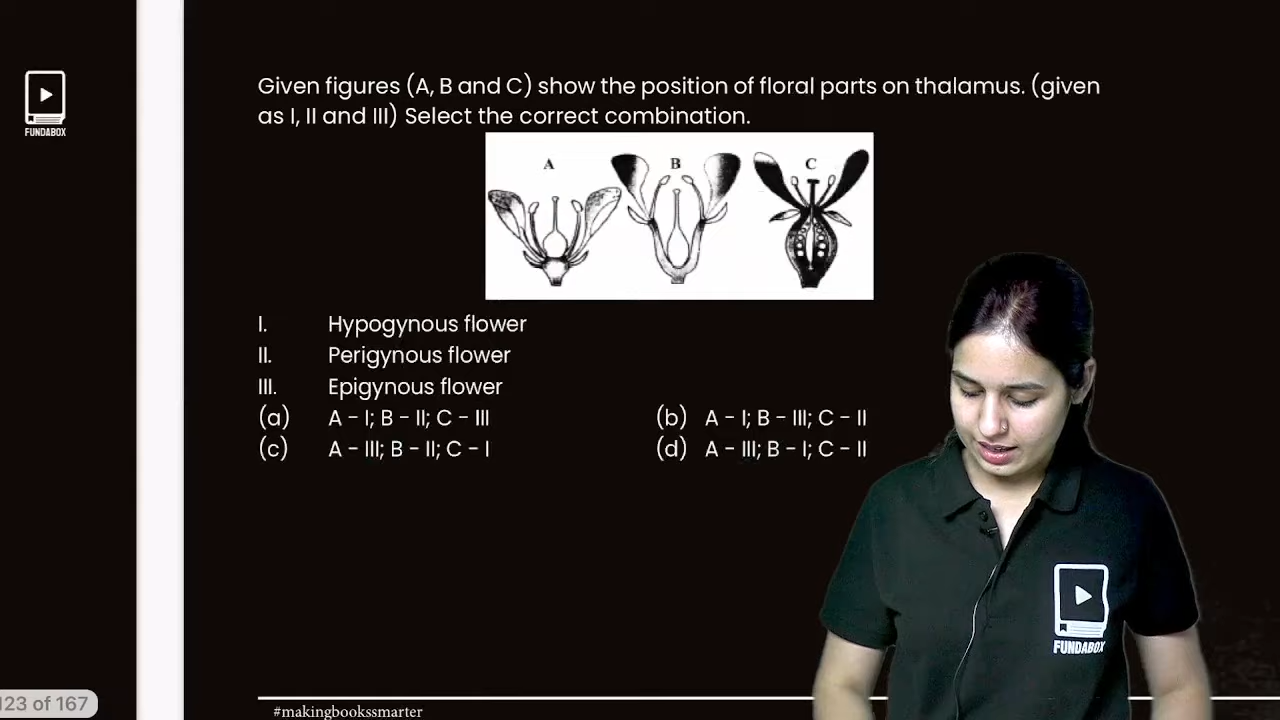 FUNDABOX
Given figures (A, B and C) show the position of floral parts on thalamus. (given
as I, II and III) Select the correct combination.
A B C
I. Hypogynous flower
II. Perigynous flower
III. Epigynous flower
(a) A - I; B - II; C - III (b) A - I; B - III; C - II
(c) A - III; B - II; C - I (d) A - III; B - I; C - II
FUNDABOX
123 of 167
#makingbookssmarter